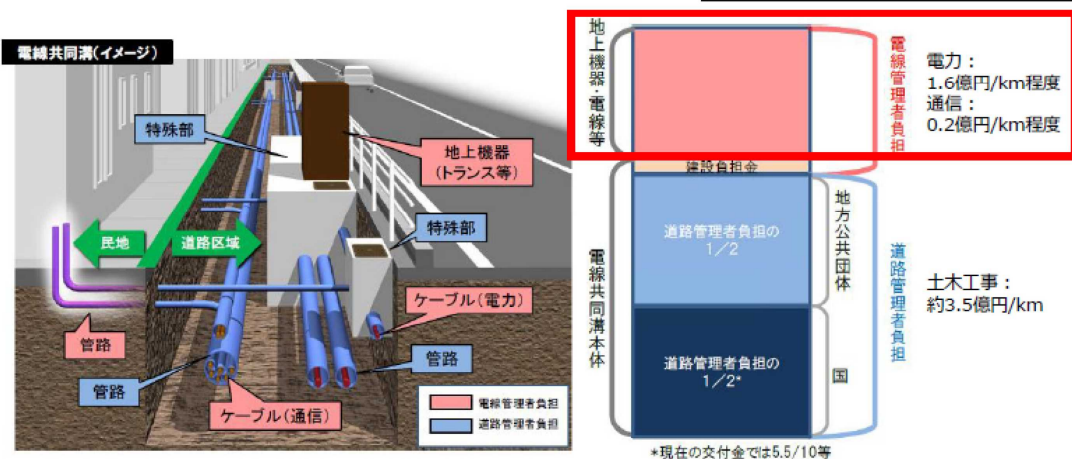 電線共同溝(イメージ)
特殊部
地上機器
(トランス等)
特殊部
民地
道路区域
ケーブル(電力)
管路
管路
管路
ケーブル(通信)
電線管理者負担
道路管理者負担
地上機器・電線等
電線共同溝本体
建設負担金
道路管理者負担の
1/2
道路管理者負担の
1/2*
地方公共団体
国
電線管理者負担
道路管理者負担
電力:
1.6億円/km程度
通信:
0.2億円/km程度
土木工事:
約3.5億円/km
*現在の交付金では5.5/10等